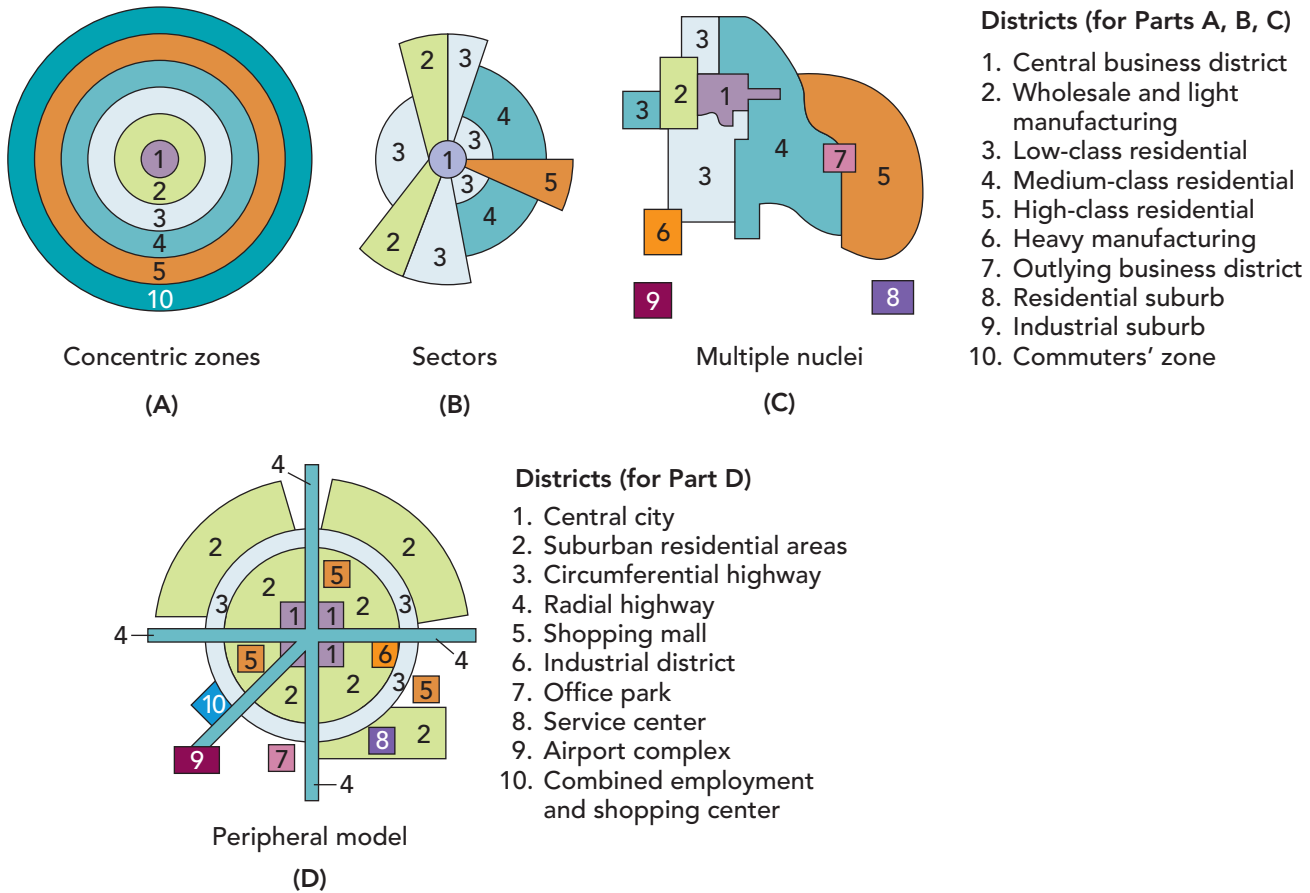 1
2
3
4
5
10
Concentric zones
(A)
2
3
4
3
3
1
5
3
4
2
3
Sectors
(B)
3
2
1
3
4
7
5
3
6
9
8
Multiple nuclei
(C)
Districts (for Parts A, B, C)
1. Central business district
2. Wholesale and light
manufacturing
3. Low-class residential
4. Medium-class residential
5. High-class residential
6. Heavy manufacturing
7. Outlying business district
8. Residential suburb
9. Industrial suburb
10. Commuters’ zone
4
2
2
5
2
3
2
3
1
1
4
4
5
1
6
2
2
3
5
10
8
2
9
7
4
Peripheral model
(D)
Districts (for Part D)
1. Central city
2. Suburban residential areas
3. Circumferential highway
4. Radial highway
5. Shopping mall
6. Industrial district
7. Office park
8. Service center
9. Airport complex
10. Combined employment
and shopping center